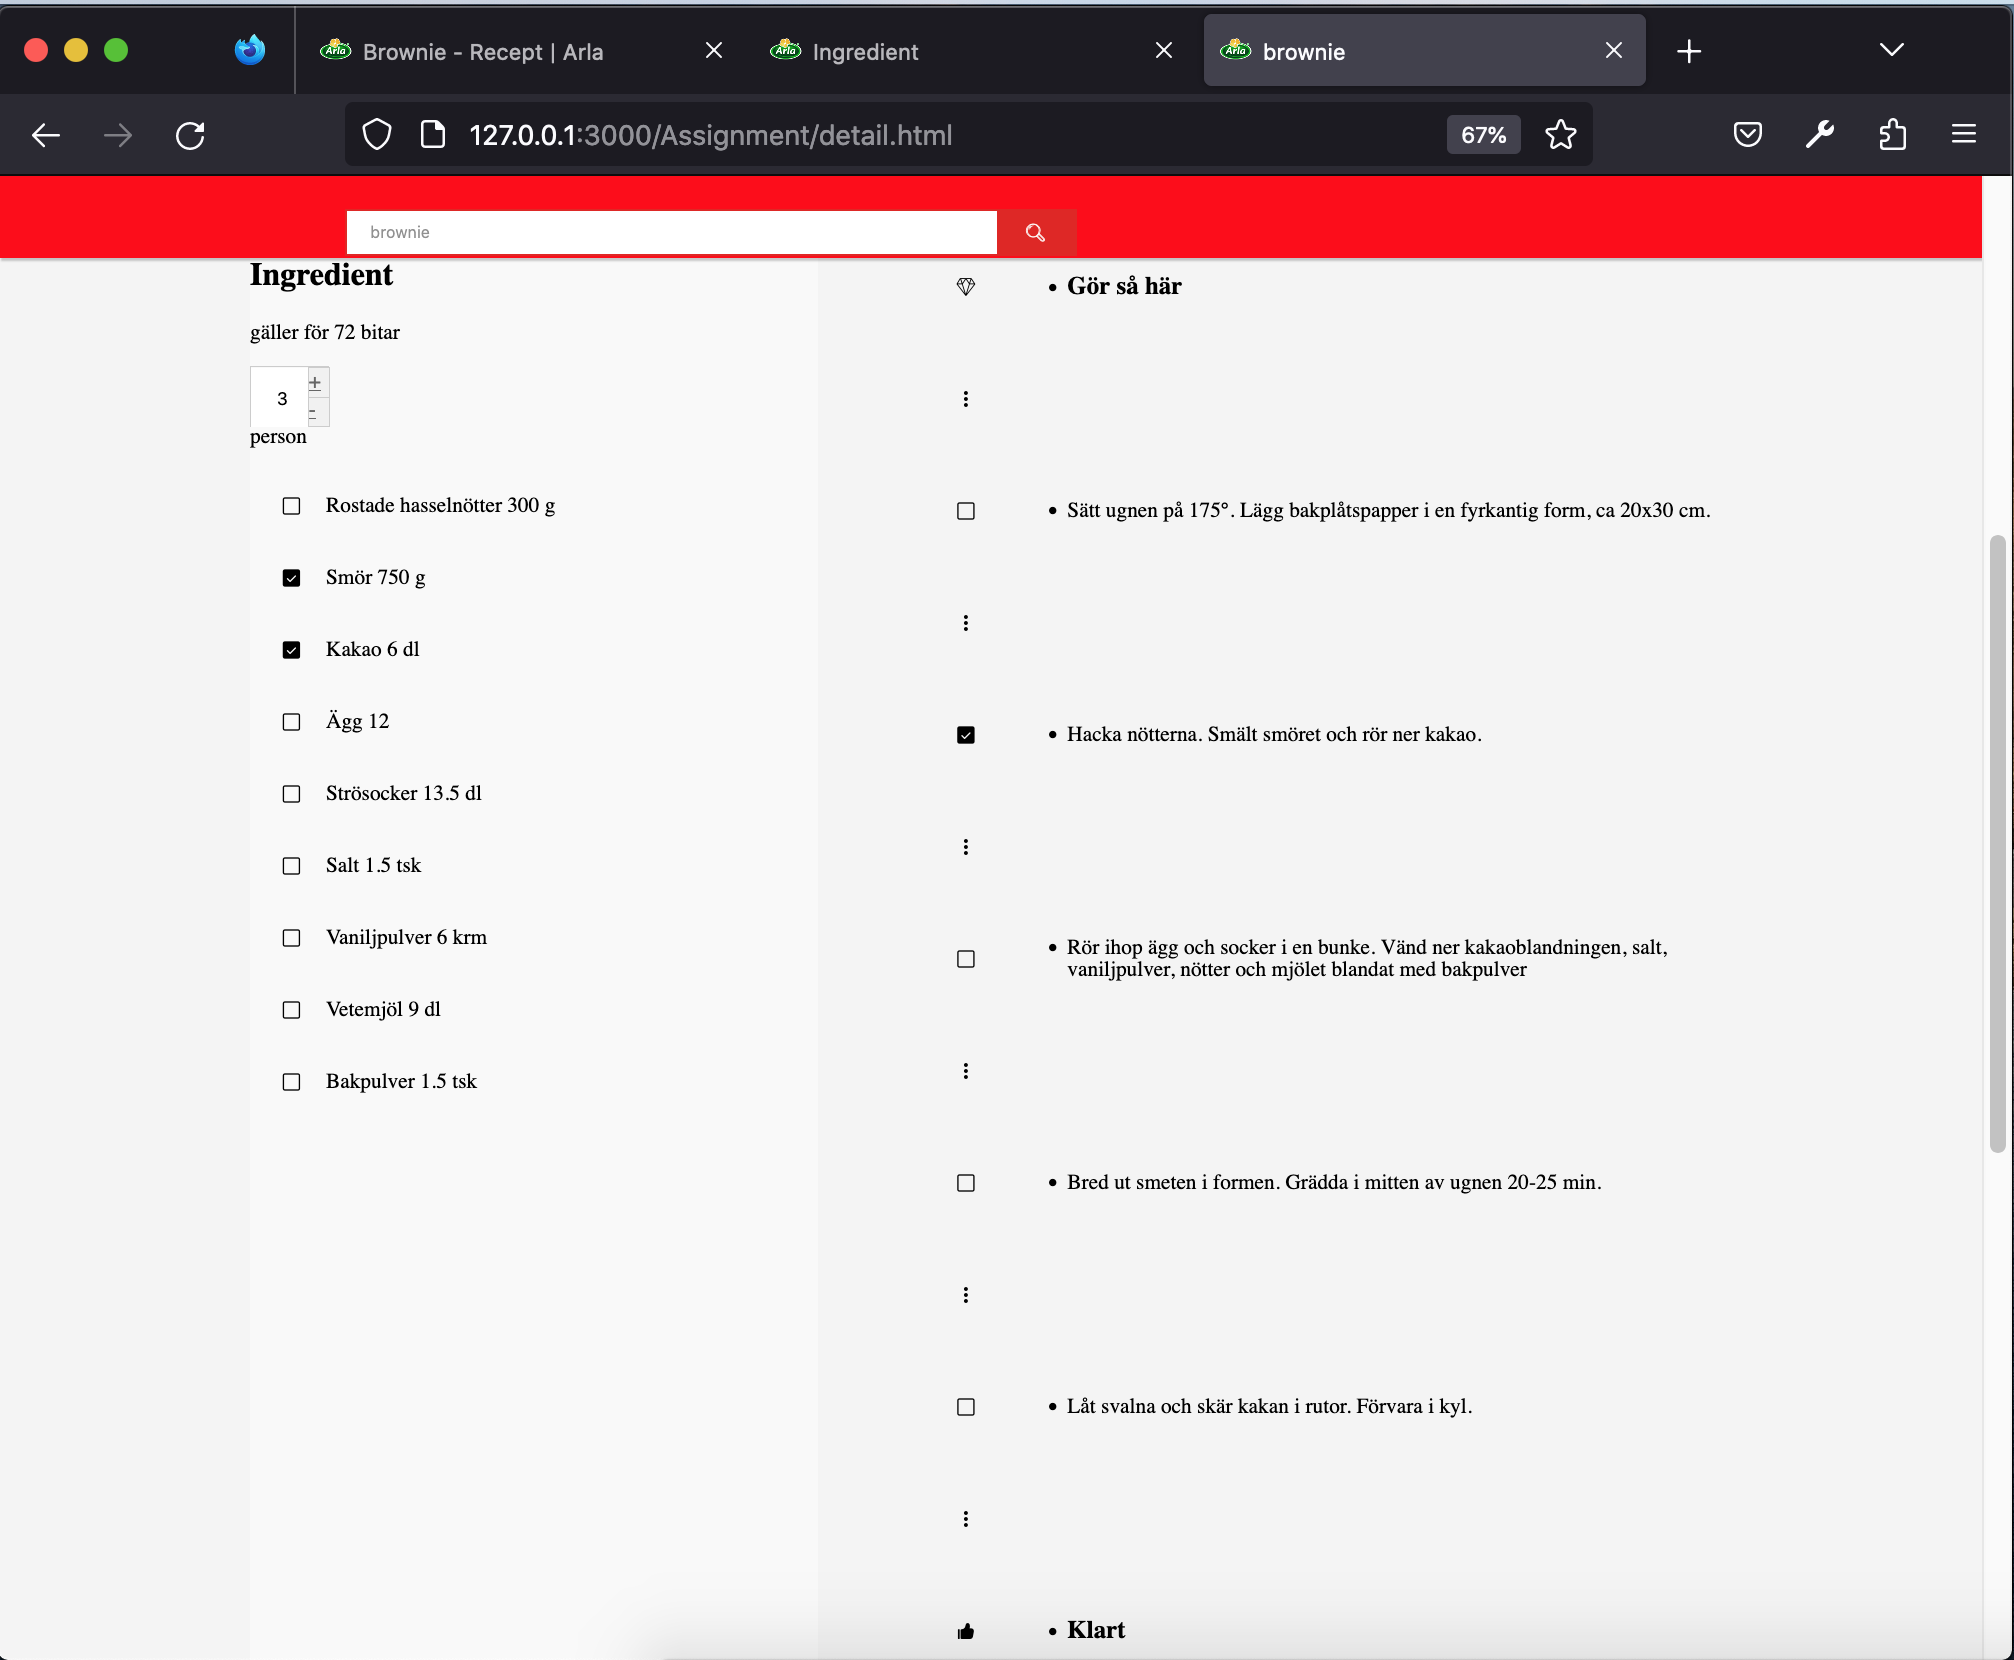 Arla
Brownie - Recept | Arla
Arla
Ingredient
Arla
brownie
127.0.0.1:3000/Assignment/detail.html
67%
brownie
Ingredient
gäller för 72 bitar
3
+
-
person
Rostade hasselnötter 300 g
Smör 750 g
Kakao 6 dl
Ägg 12
Strösocker 13.5 dl
Salt 1.5 tsk
Vaniljpulver 6 krm
Vetemjöl 9 dl
Bakpulver 1.5 tsk
• Gör så här
• Sätt ugnen på 175°. Lägg bakplåtspapper i en fyrkantig form, ca 20x30 cm.
• Hacka nötterna. Smält smöret och rör ner kakao.
• Rör ihop ägg och socker i en bunke. Vänd ner kakaoblandningen, salt,
vaniljpulver, nötter och mjölet blandat med bakpulver
• Bred ut smeten i formen. Grädda i mitten av ugnen 20-25 min.
• Låt svalna och skär kakan i rutor. Förvara i kyl.
• Klart